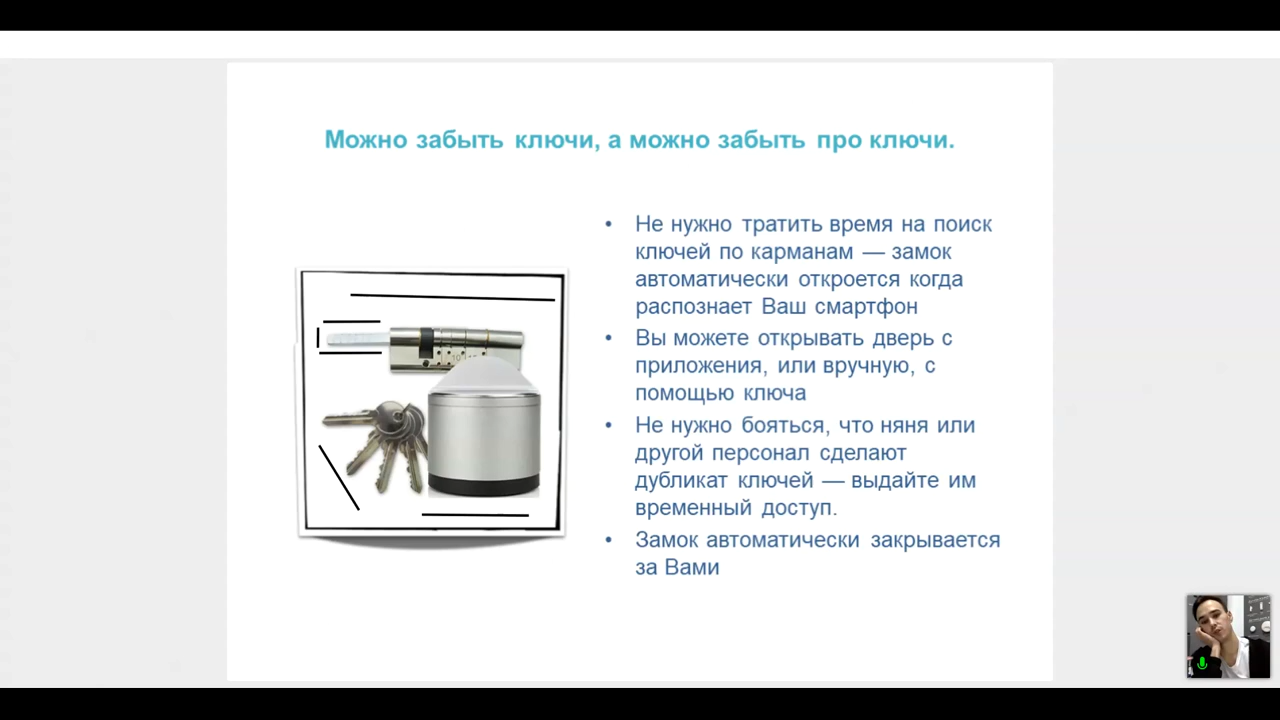 Можно забыть ключи, а можно забыть про ключи.
• Не нужно тратить время на поиск
ключей по карманам — замок
автоматически откроется когда
распознает Ваш смартфон
• Вы можете открывать дверь с
приложения, или вручную, с
помощью ключа
• Не нужно бояться, что няня или
другой персонал сделают
дубликат ключей — выдайте им
временный доступ.
• Замок автоматически закрывается
за Вами